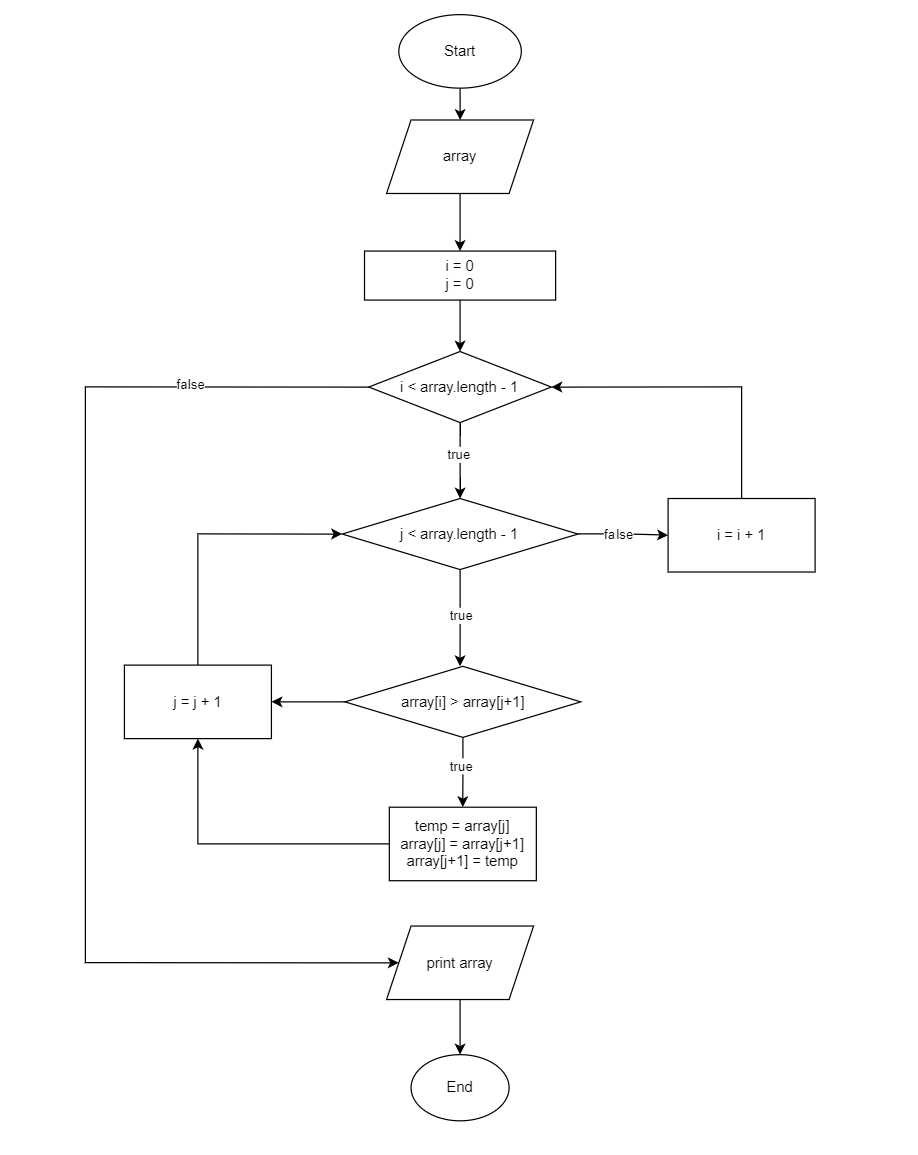 Start
array
i = 0
j = 0
i < array.length - 1
false
true
j < array.length - 1
false
i = i + 1
true
array[i] > array[j+1]
j = j + 1
true
temp = array[j]
array[j] = array[j+1]
array[j+1] = temp
print array
End